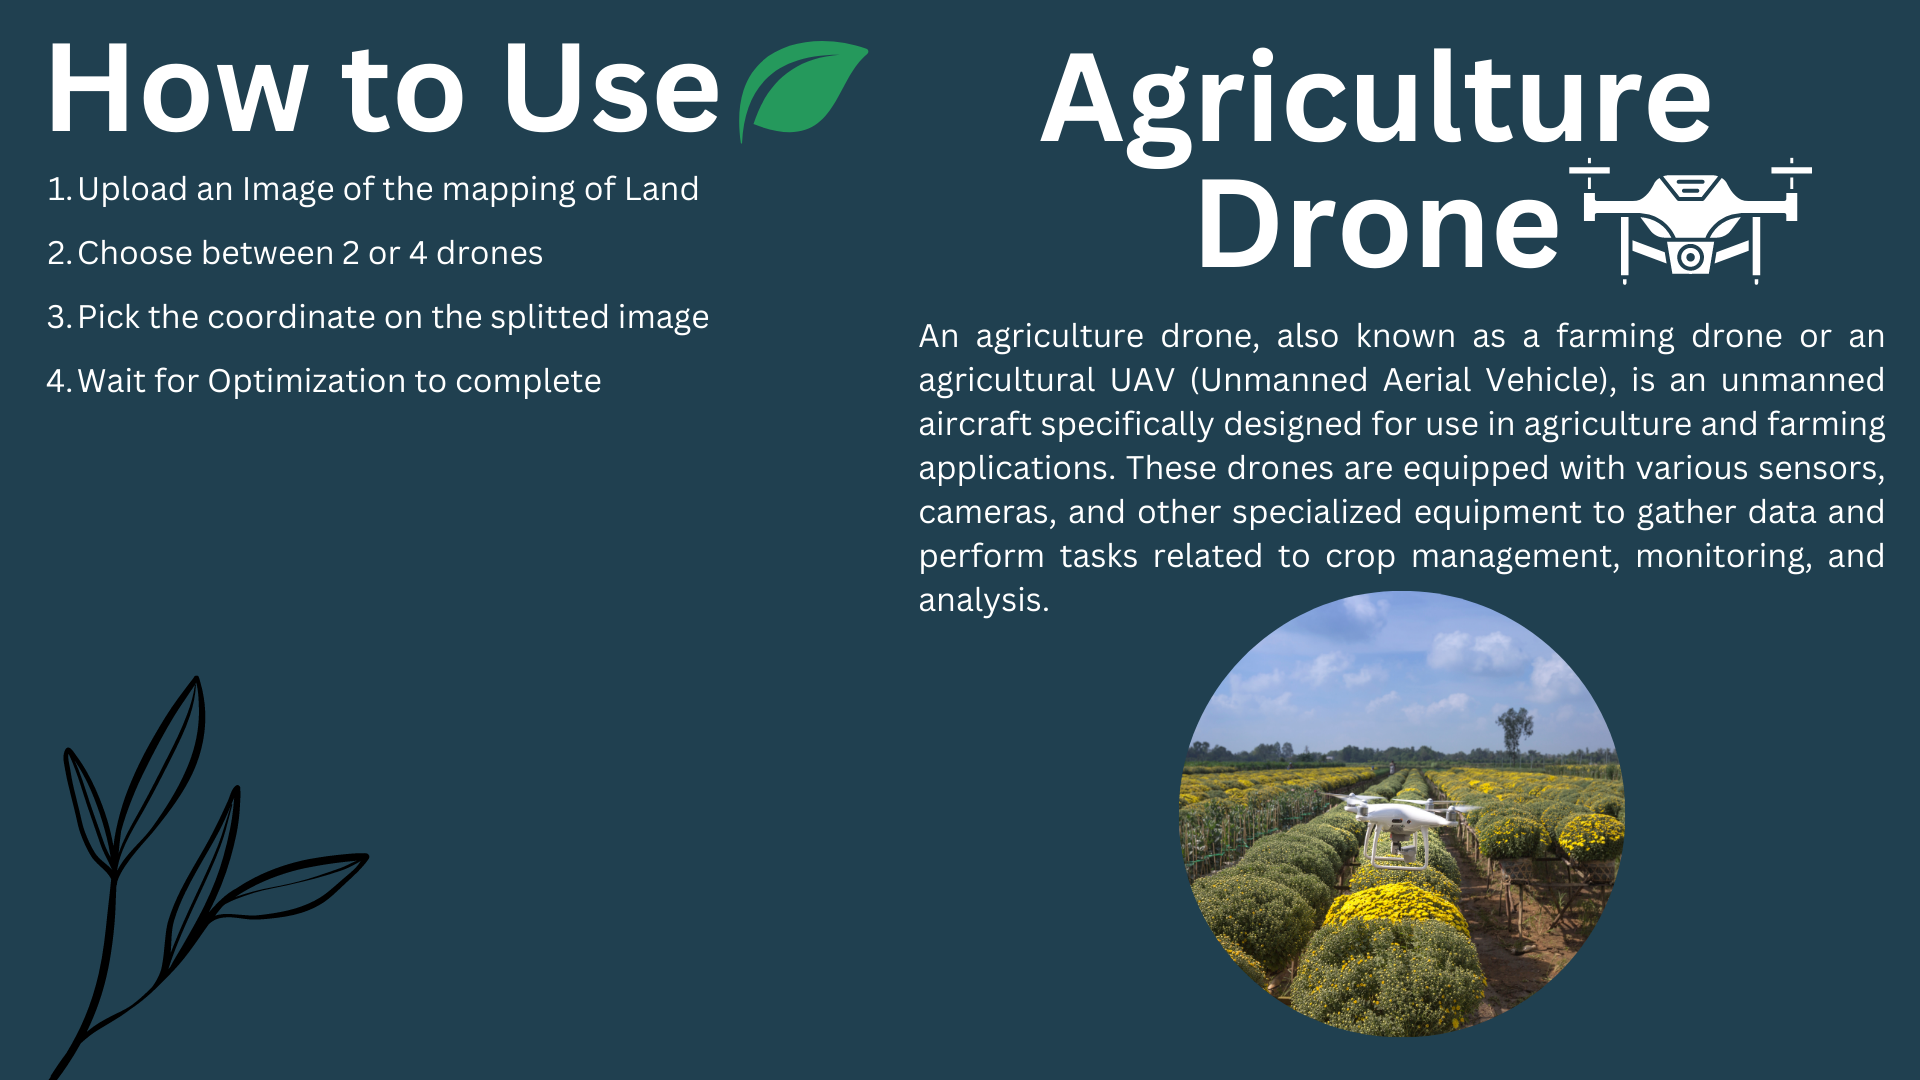 How to Use
1. Upload an Image of the mapping of Land
2. Choose between 2 or 4 drones
3. Pick the coordinate on the splitted image
4. Wait for Optimization to complete
Agriculture
Drone
An agriculture drone, also known as a farming drone or an
agricultural UAV (Unmanned Aerial Vehicle), is an unmanned
aircraft specifically designed for use in agriculture and farming
applications. These drones are equipped with various sensors,
cameras, and other specialized equipment to gather data and
perform tasks related to crop management, monitoring, and
analysis.